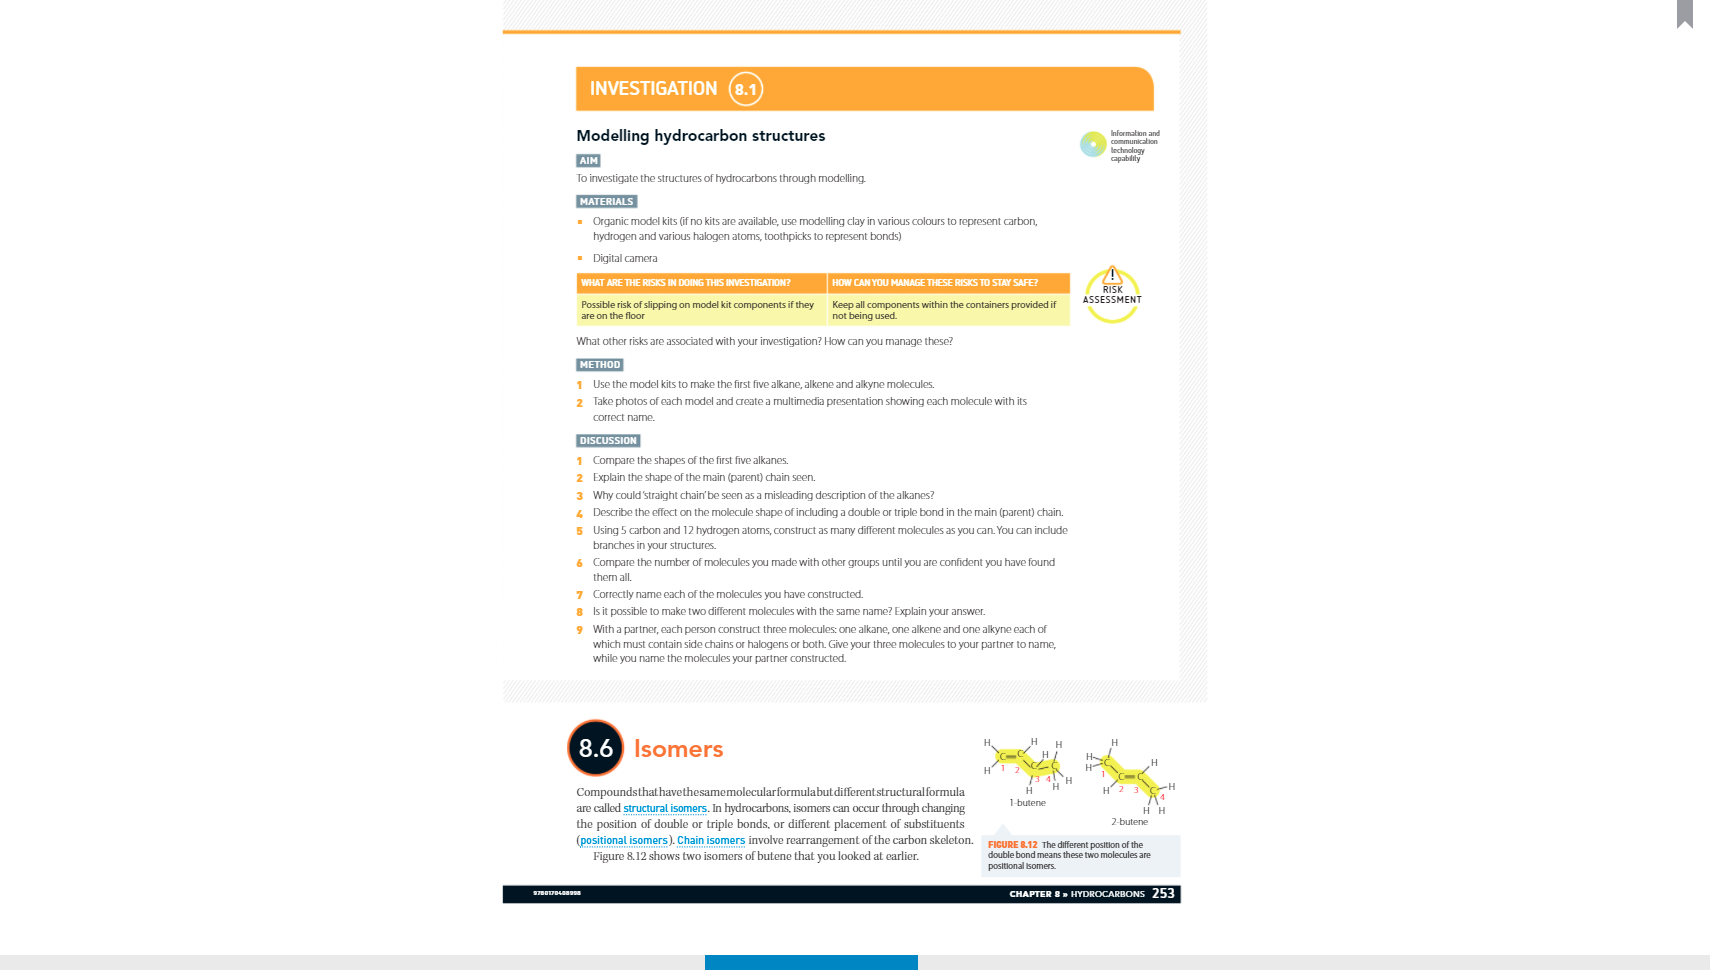 INVESTIGATION 8.1
Modelling hydrocarbon structures
Information and
communication
technology
capability
AIM
To investigate the structures of hydrocarbons through modelling.
MATERIALS
Organic model kits (if no kits are available, use modelling clay in various colours to represent carbon,
hydrogen and various halogen atoms, toothpicks to represent bonds)
Digital camera
WHAT ARE THE RISKS IN DOING THIS INVESTIGATION? HOW CAN YOU MANAGE THESE RISKS TO STAY SAFE?
Possible risk of slipping on model kit components if they
are on the floor
Keep all components within the containers provided if
not being used.
!
RISK
ASSESSMENT
What other risks are associated with your investigation? How can you manage these?
METHOD
1 Use the model kits to make the first five alkane, alkene and alkyne molecules.
2 Take photos of each model and create a multimedia presentation showing each molecule with its
correct name.
DISCUSSION
1 Compare the shapes of the first five alkanes.
2 Explain the shape of the main (parent) chain seen.
3 Why could 'straight chain' be seen as a misleading description of the alkanes?
4 Describe the effect on the molecule shape of including a double or triple bond in the main (parent) chain.
5 Using 5 carbon and 12 hydrogen atoms, construct as many different molecules as you can. You can include
branches in your structures.
6 Compare the number of molecules you made with other groups until you are confident you have found
them all.
7 Correctly name each of the molecules you have constructed.
8 Is it possible to make two different molecules with the same name? Explain your answer.
9 With a partner, each person construct three molecules: one alkane, one alkene and one alkyne each of
which must contain side chains or halogens or both. Give your three molecules to your partner to name,
while you name the molecules your partner constructed.
8.6 Isomers
Compounds that have the same molecular formula but different structural formula
are called structural isomers. In hydrocarbons, isomers can occur through changing
the position of double or triple bonds, or different placement of substituents
(positional isomers). Chain isomers involve rearrangement of the carbon skeleton.
Figure 8.12 shows two isomers of butene that you looked at earlier.
H H H H C C C C H H H H 1 2 3 4
1-butene
H H H C C C C H H H H H 1 2 3 4
2-butene
FIGURE 8.12 The different position of the
double bond means these two molecules are
positional isomers.
9780170408998
CHAPTER 8 » HYDROCARBONS 253